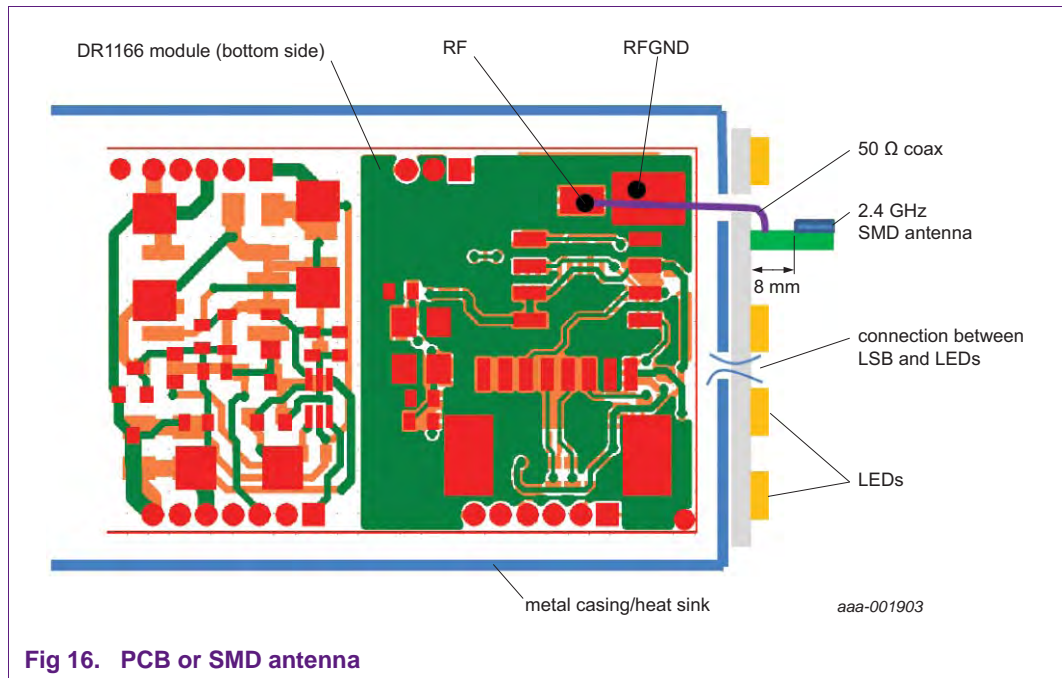 DR1166 module (bottom side)
RF
RFGND
50 Ω coax
2.4 GHz
SMD antenna
8 mm
connection between
LSB and LEDs
LEDs
metal casing/heat sink
aaa-001903
Fig 16. PCB or SMD antenna